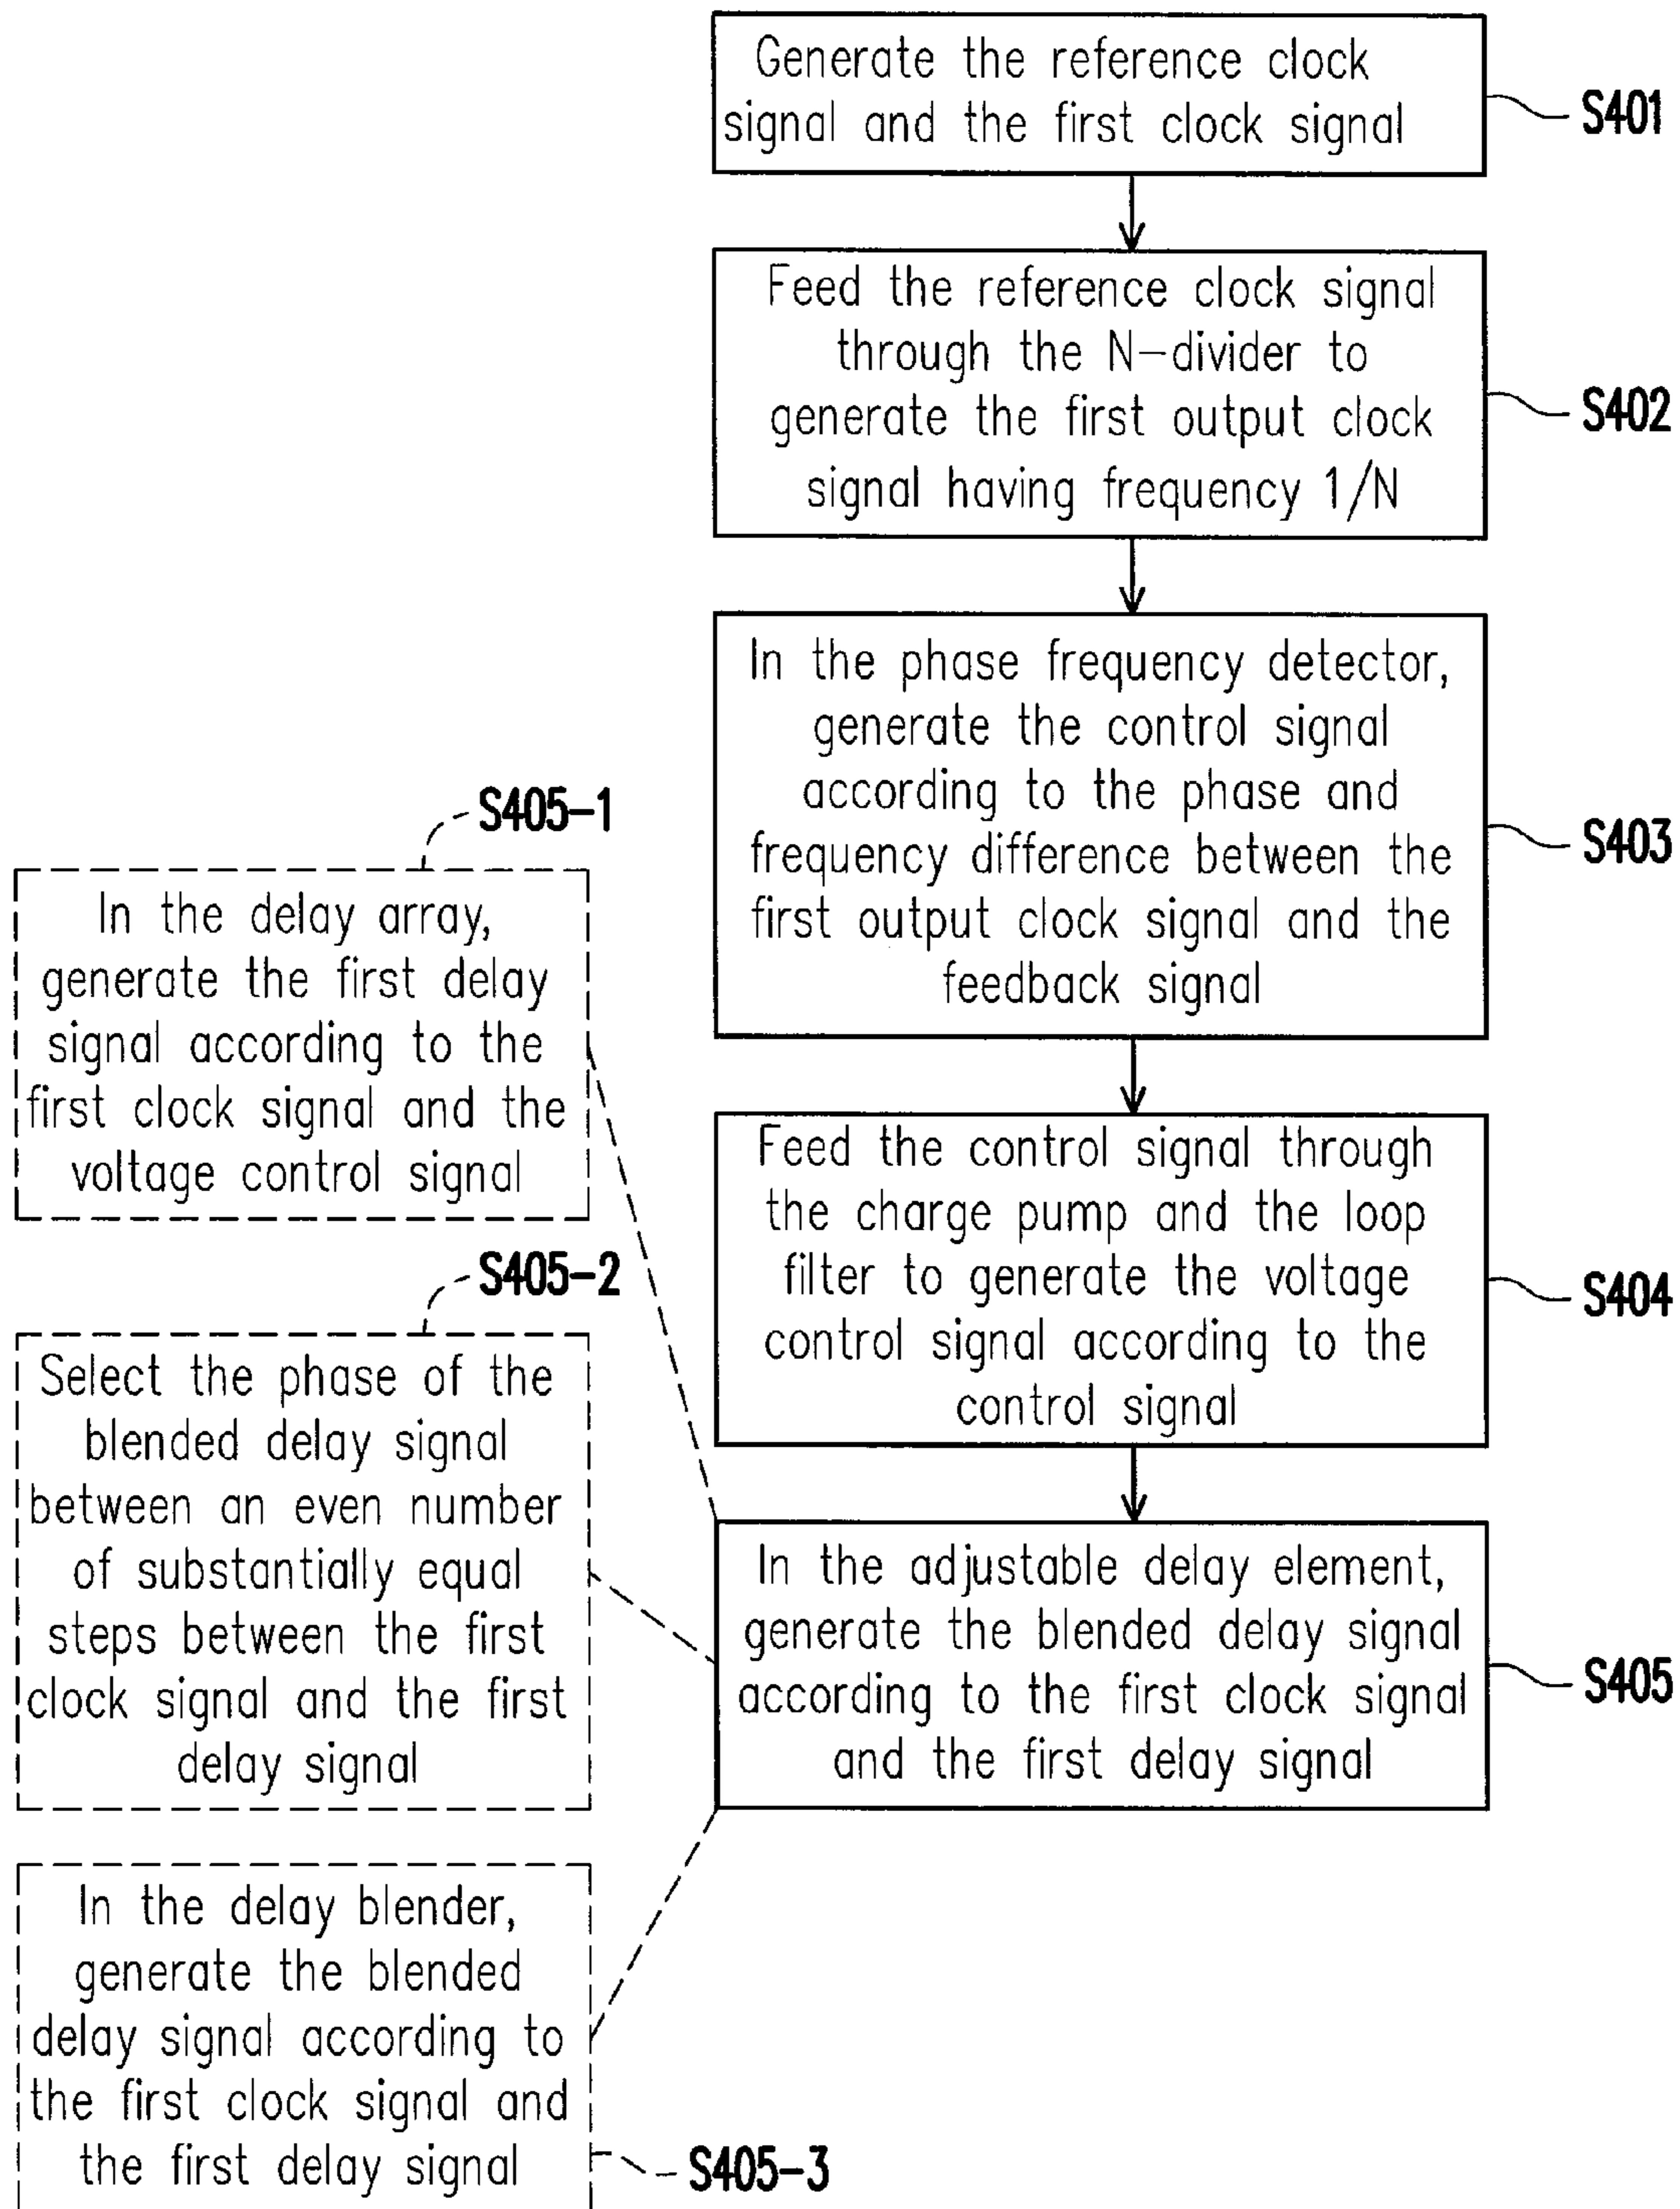 Generate the reference clock
signal and the first clock signal
S401
Feed the reference clock signal
through the N-divider to
generate the first output clock
signal having frequency 1/N
S402
In the phase frequency detector,
generate the control signal
according to the phase and
frequency difference between the
first output clock signal and the
feedback signal
S403
Feed the control signal through
the charge pump and the loop
filter to generate the voltage
control signal according to the
control signal
S404
In the adjustable delay element,
generate the blended delay signal
according to the first clock signal
and the first delay signal
S405
S405-1
In the delay array,
generate the first delay
signal according to the
first clock signal and the
voltage control signal
S405-2
Select the phase of the
blended delay signal
between an even number
of substantially equal
steps between the first
clock signal and the first
delay signal
In the delay blender,
generate the blended
delay signal according to
the first clock signal and
the first delay signal
S405-3